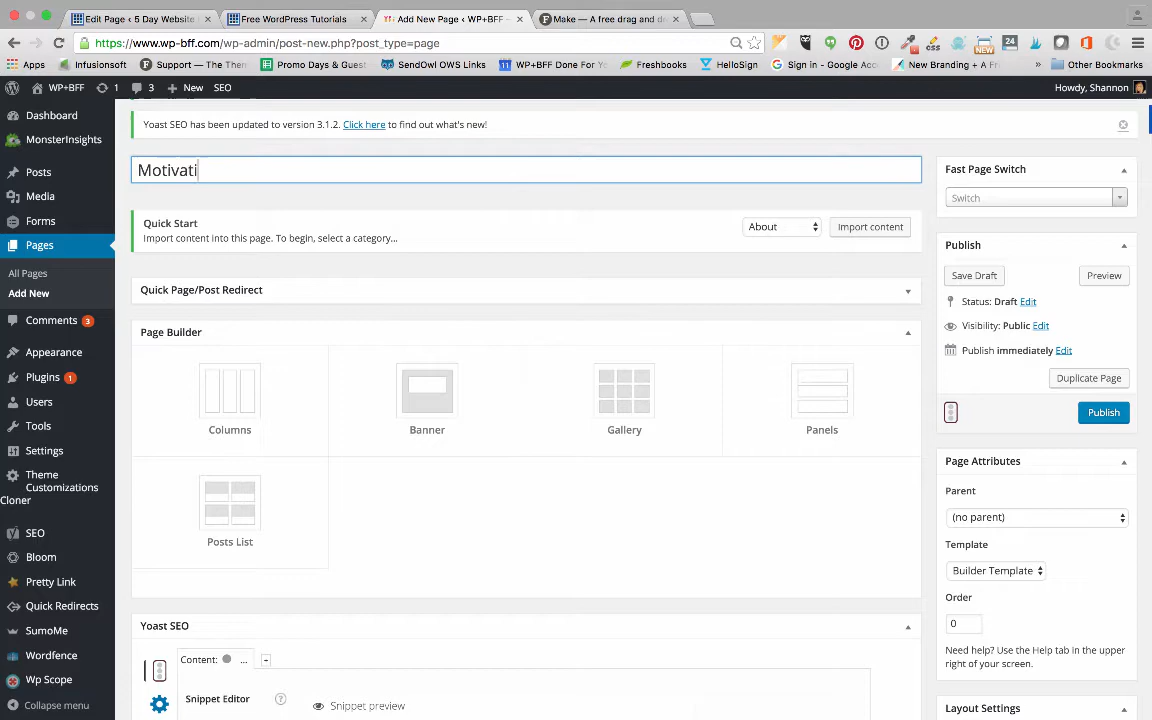 Edit Page ‹ 5 Day Website
Free WordPress Tutorials
Add New Page ‹ WP+BFF —
Make — A free drag and dr
https://www.wp-bff.com/wp-admin/post-new.php?post_type=page
Apps
Infusionsoft
Support — The Them
Promo Days & Guest
SendOwl OWS Links
WP+BFF Done For Yo
Freshbooks
HelloSign
Sign in - Google Acco
New Branding + A Fr
»
Other Bookmarks
WP+BFF
1
3
+ New
SEO
Howdy, Shannon
Dashboard
MonsterInsights
Posts
Media
Forms
Pages
All Pages
Add New
Comments 3
Appearance
Plugins 1
Users
Tools
Settings
Theme
Customizations
Cloner
SEO
Bloom
Pretty Link
Quick Redirects
SumoMe
Wordfence
Wp Scope
Collapse menu
Yoast SEO has been updated to version 3.1.2. Click here to find out what's new!
Motivati
Quick Start
Import content into this page. To begin, select a category...
About
Import content
Quick Page/Post Redirect
Page Builder
Columns
Banner
Gallery
Panels
Posts List
Yoast SEO
Content: ...
+
Snippet Editor
Snippet preview
Fast Page Switch
Switch
Publish
Save Draft
Preview
Status: Draft Edit
Visibility: Public Edit
Publish immediately Edit
Duplicate Page
Publish
Page Attributes
Parent
(no parent)
Template
Builder Template
Order
0
Need help? Use the Help tab in the upper
right of your screen.
Layout Settings